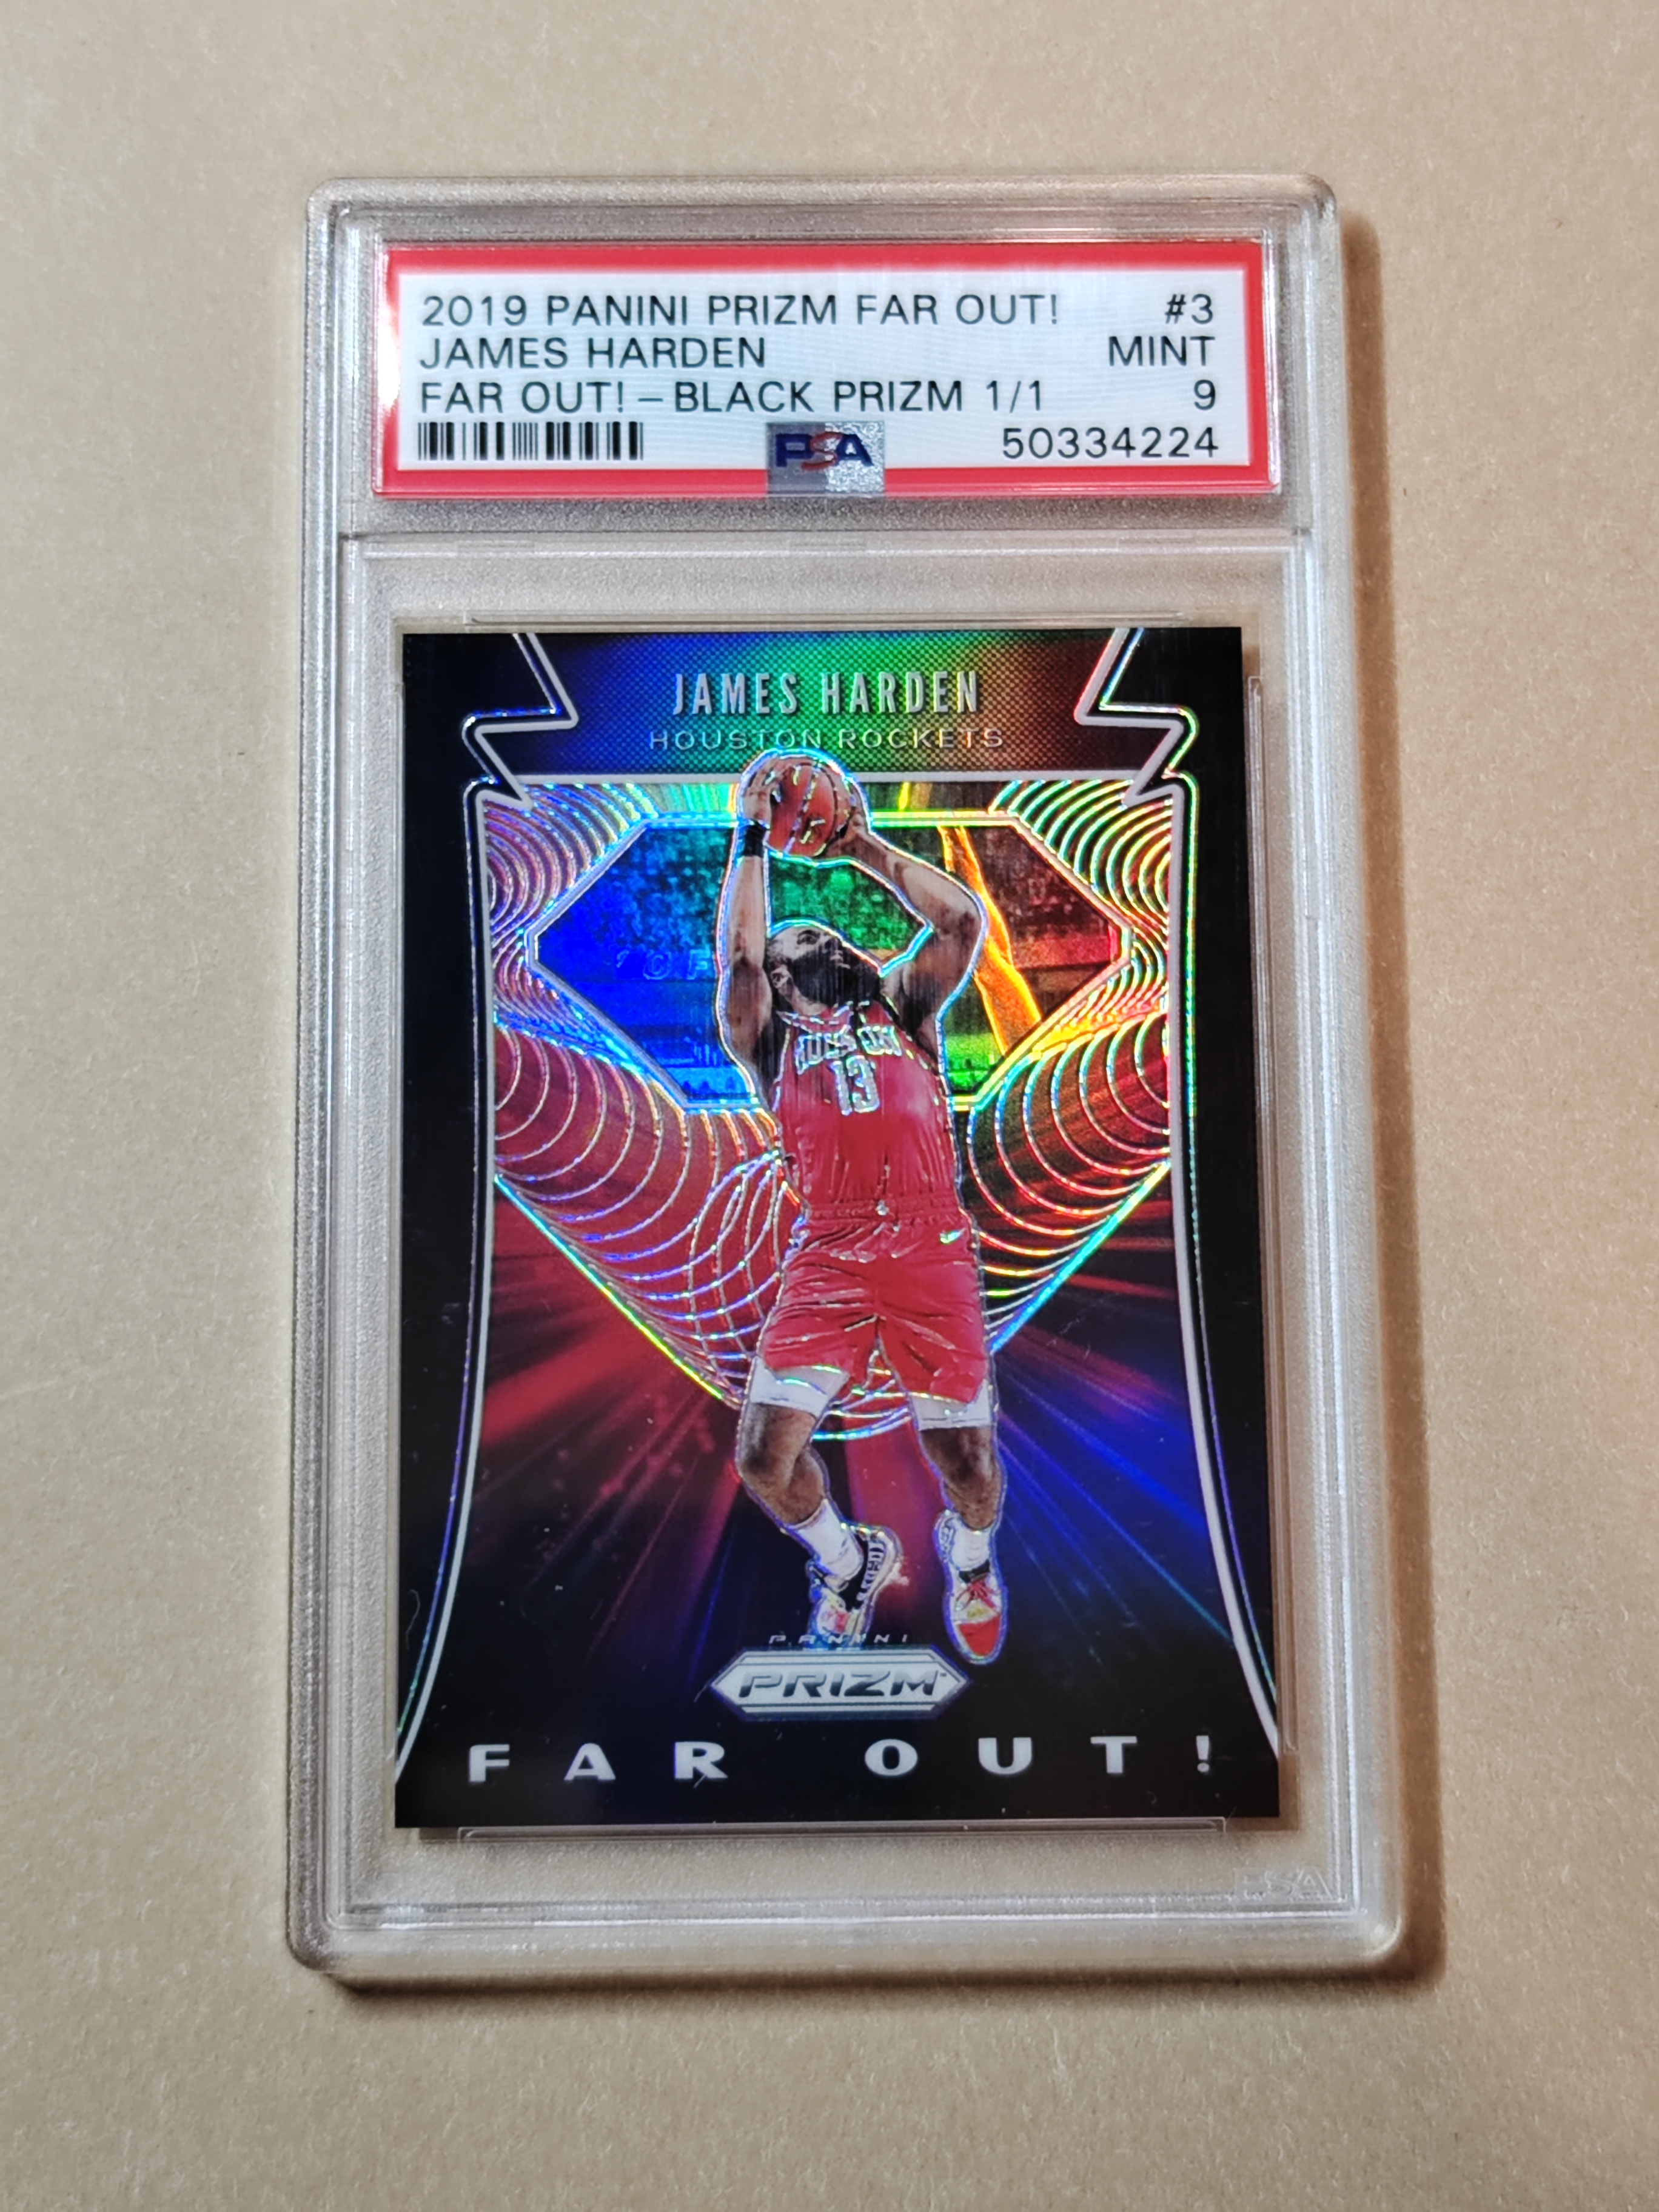 2019 PANINI PRIZM FAR OUT! #3
JAMES HARDEN MINT
FAR OUT! – BLACK PRIZM 1/1 9
PSA 50334224
JAMES HARDEN
HOUSTON ROCKETS
13
PANINI
PRIZM
FAR OUT!
PSA